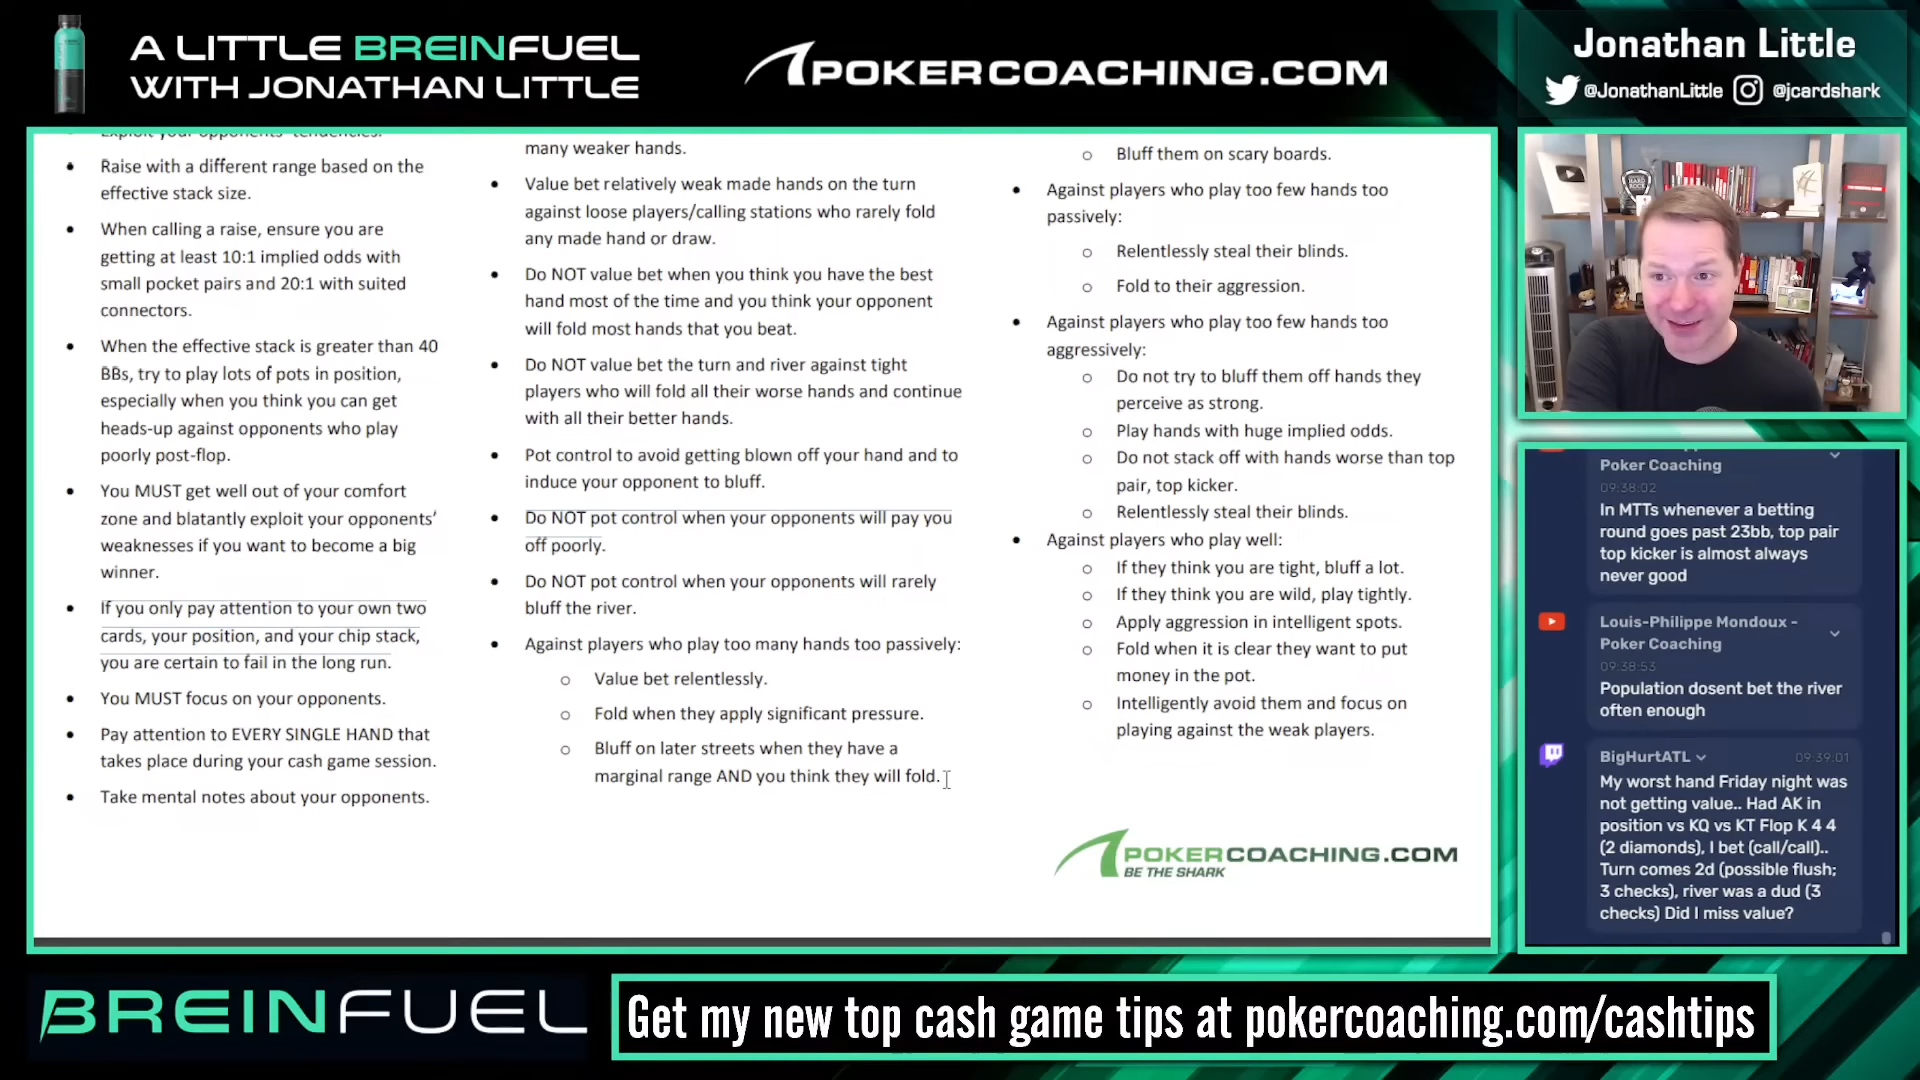 A LITTLE BREINFUEL
WITH JONATHAN LITTLE
POKERCOACHING.COM
Jonathan Little
@JonathanLittle @jcardshark
Exploit your opponents' tendencies.
• Raise with a different range based on the
effective stack size.
• When calling a raise, ensure you are
getting at least 10:1 implied odds with
small pocket pairs and 20:1 with suited
connectors.
• When the effective stack is greater than 40
BBs, try to play lots of pots in position,
especially when you think you can get
heads-up against opponents who play
poorly post-flop.
• You MUST get well out of your comfort
zone and blatantly exploit your opponents'
weaknesses if you want to become a big
winner.
• If you only pay attention to your own two
cards, your position, and your chip stack,
you are certain to fail in the long run.
• You MUST focus on your opponents.
• Pay attention to EVERY SINGLE HAND that
takes place during your cash game session.
• Take mental notes about your opponents.
many weaker hands.
• Value bet relatively weak made hands on the turn
against loose players/calling stations who rarely fold
any made hand or draw.
• Do NOT value bet when you think you have the best
hand most of the time and you think your opponent
will fold most hands that you beat.
• Do NOT value bet the turn and river against tight
players who will fold all their worse hands and continue
with all their better hands.
• Pot control to avoid getting blown off your hand and to
induce your opponent to bluff.
• Do NOT pot control when your opponents will pay you
off poorly.
• Do NOT pot control when your opponents will rarely
bluff the river.
• Against players who play too many hands too passively:
o Value bet relentlessly.
o Fold when they apply significant pressure.
o Bluff on later streets when they have a
marginal range AND you think they will fold.
o Bluff them on scary boards.
• Against players who play too few hands too
passively:
o Relentlessly steal their blinds.
o Fold to their aggression.
• Against players who play too few hands too
aggressively:
o Do not try to bluff them off hands they
perceive as strong.
o Play hands with huge implied odds.
o Do not stack off with hands worse than top
pair, top kicker.
o Relentlessly steal their blinds.
• Against players who play well:
o If they think you are tight, bluff a lot.
o If they think you are wild, play tightly.
o Apply aggression in intelligent spots.
o Fold when it is clear they want to put
money in the pot.
o Intelligently avoid them and focus on
playing against the weak players.
POKERCOACHING.COM
BE THE SHARK
Poker Coaching
09:38:02
In MTTs whenever a betting
round goes past 23bb, top pair
top kicker is almost always
never good
Louis-Philippe Mondoux -
Poker Coaching
09:38:53
Population dosent bet the river
often enough
BigHurtATL 09:39:01
My worst hand Friday night was
not getting value.. Had AK in
position vs KQ vs KT Flop K 4 4
(2 diamonds), I bet (call/call)..
Turn comes 2d (possible flush;
3 checks), river was a dud (3
checks) Did I miss value?
BREINFUEL
Get my new top cash game tips at pokercoaching.com/cashtips